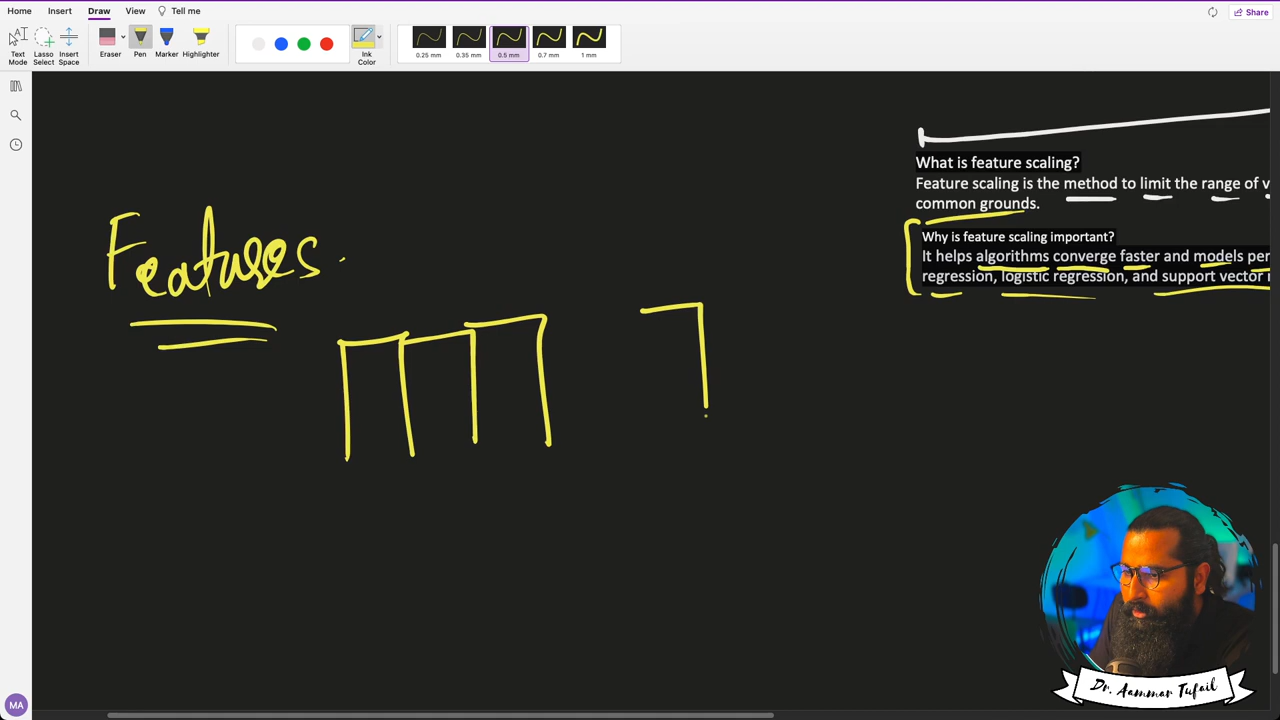 Home Insert Draw View Tell me
Share
Text Mode
Lasso Select
Insert Space
Eraser
Pen
Marker
Highlighter
Ink Color
0.25 mm
0.35 mm
0.5 mm
0.7 mm
1 mm
What is feature scaling?
Feature scaling is the method to limit the range of v
common grounds.
Why is feature scaling important?
It helps algorithms converge faster and models per
regression, logistic regression, and support vector
Features
MA
Dr. Aammar Tufail